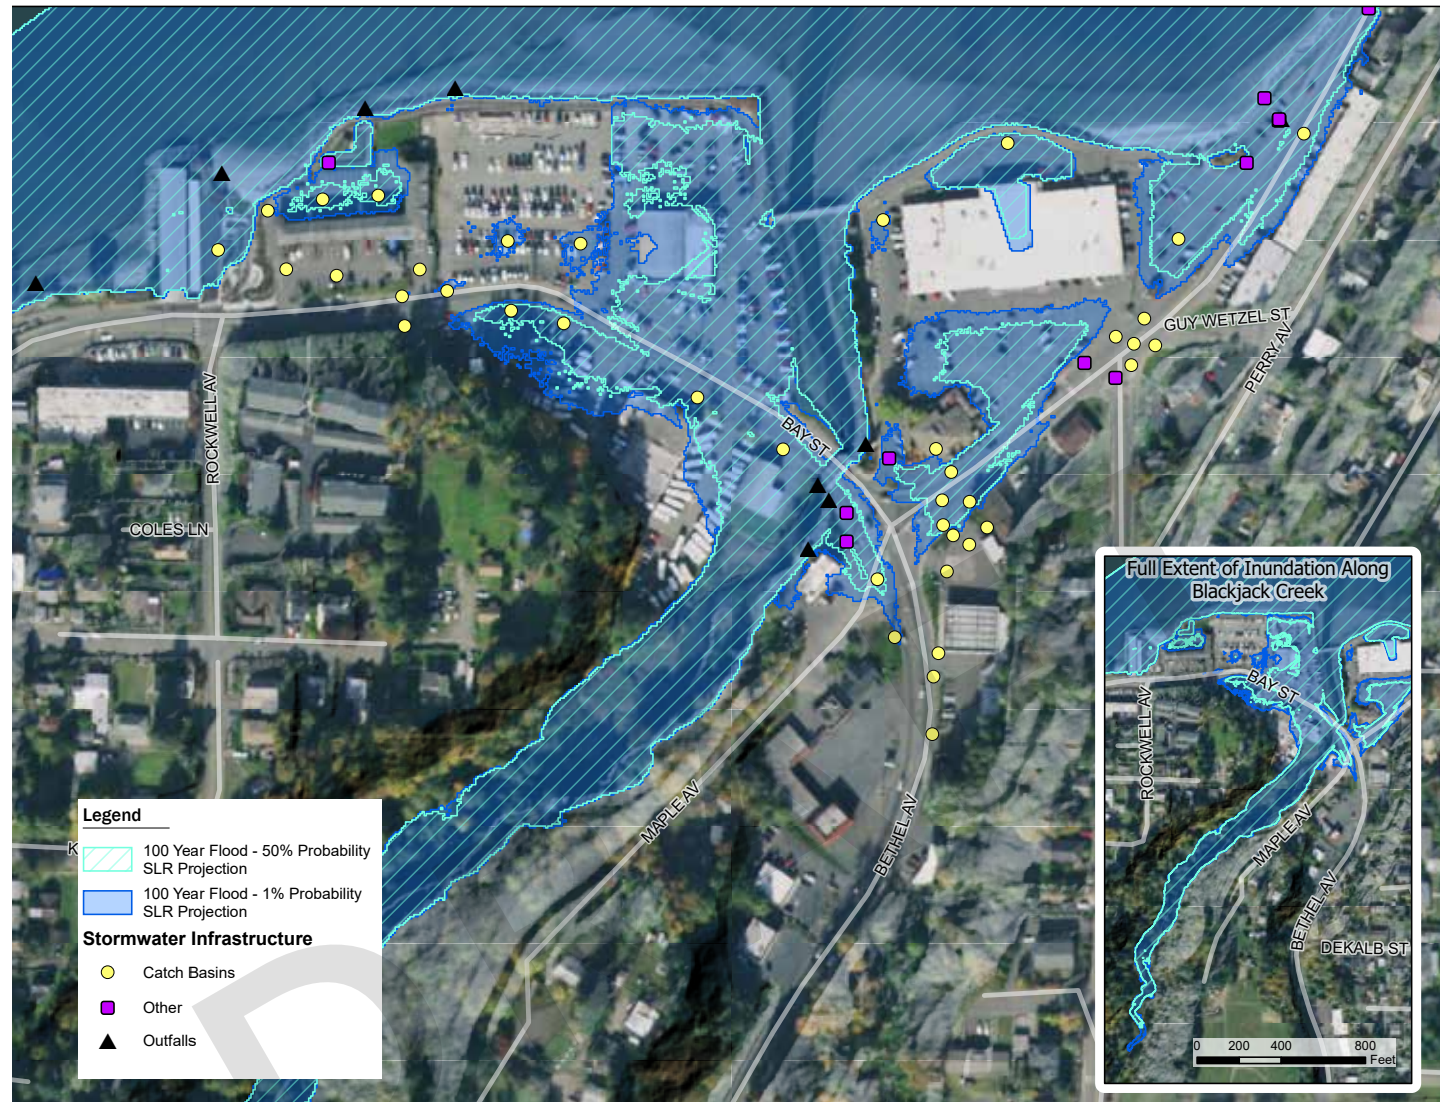 GUY WETZEL ST
PERRY AV
BAY ST
ROCKWELL AV
COLES LN
MAPLE AV
BETHEL AV
K
Legend
100 Year Flood - 50% Probability
SLR Projection
100 Year Flood - 1% Probability
SLR Projection
Stormwater Infrastructure
Catch Basins
Other
Outfalls
Full Extent of Inundation Along
Blackjack Creek
BAY ST
ROCKWELL AV
MAPLE AV
BETHEL AV
DEKALB ST
0 200 400 800
Feet